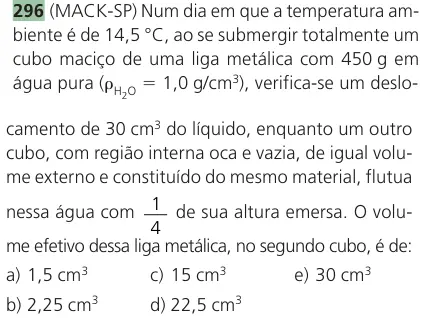 296 (MACK-SP) Num dia em que a temperatura am-
biente é de 14,5 °C, ao se submergir totalmente um
cubo maciço de uma liga metálica com 450 g em
água pura (ρH₂O = 1,0 g/cm³), verifica-se um deslo-
camento de 30 cm³ do líquido, enquanto um outro
cubo, com região interna oca e vazia, de igual volu-
me externo e constituído do mesmo material, flutua
nessa água com 1/4 de sua altura emersa. O volu-
me efetivo dessa liga metálica, no segundo cubo, é de:
a) 1,5 cm³ c) 15 cm³ e) 30 cm³
b) 2,25 cm³ d) 22,5 cm³